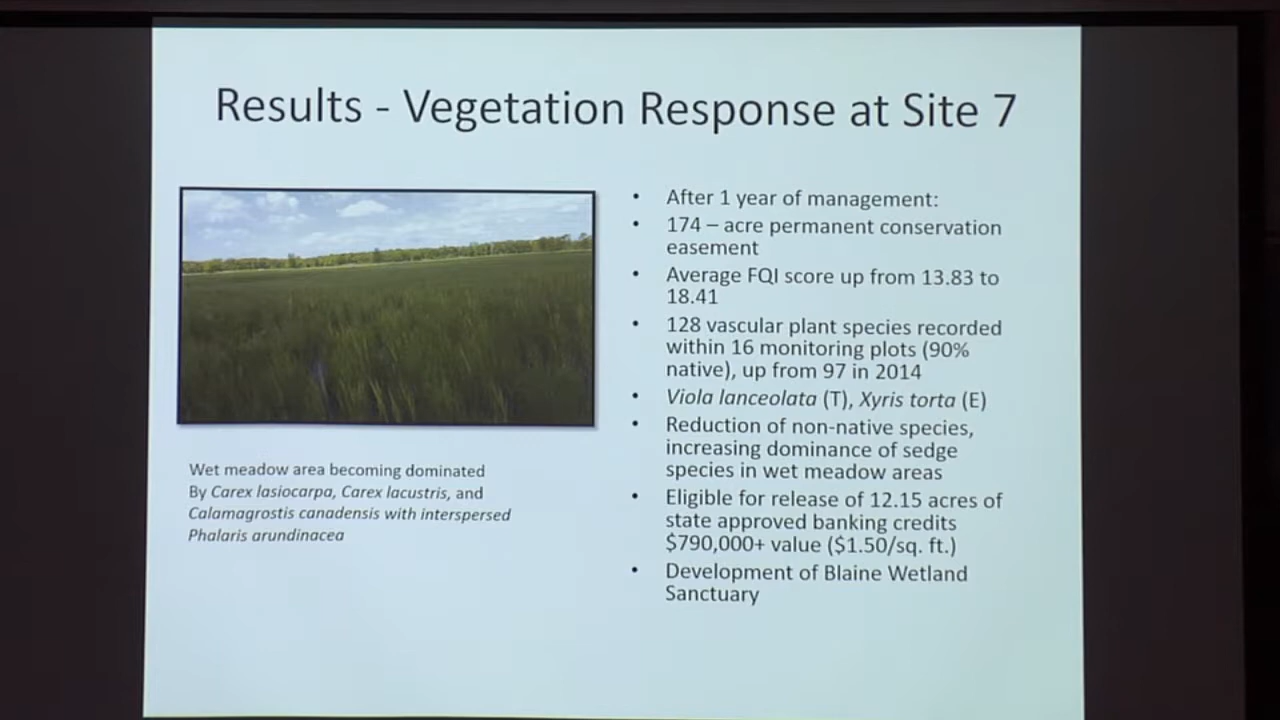 Results - Vegetation Response at Site 7
• After 1 year of management:
• 174 – acre permanent conservation
easement
• Average FQI score up from 13.83 to
18.41
• 128 vascular plant species recorded
within 16 monitoring plots (90%
native), up from 97 in 2014
• Viola lanceolata (T), Xyris torta (E)
• Reduction of non-native species,
increasing dominance of sedge
species in wet meadow areas
• Eligible for release of 12.15 acres of
state approved banking credits
$790,000+ value ($1.50/sq. ft.)
• Development of Blaine Wetland
Sanctuary
Wet meadow area becoming dominated
By Carex lasiocarpa, Carex lacustris, and
Calamagrostis canadensis with interspersed
Phalaris arundinacea